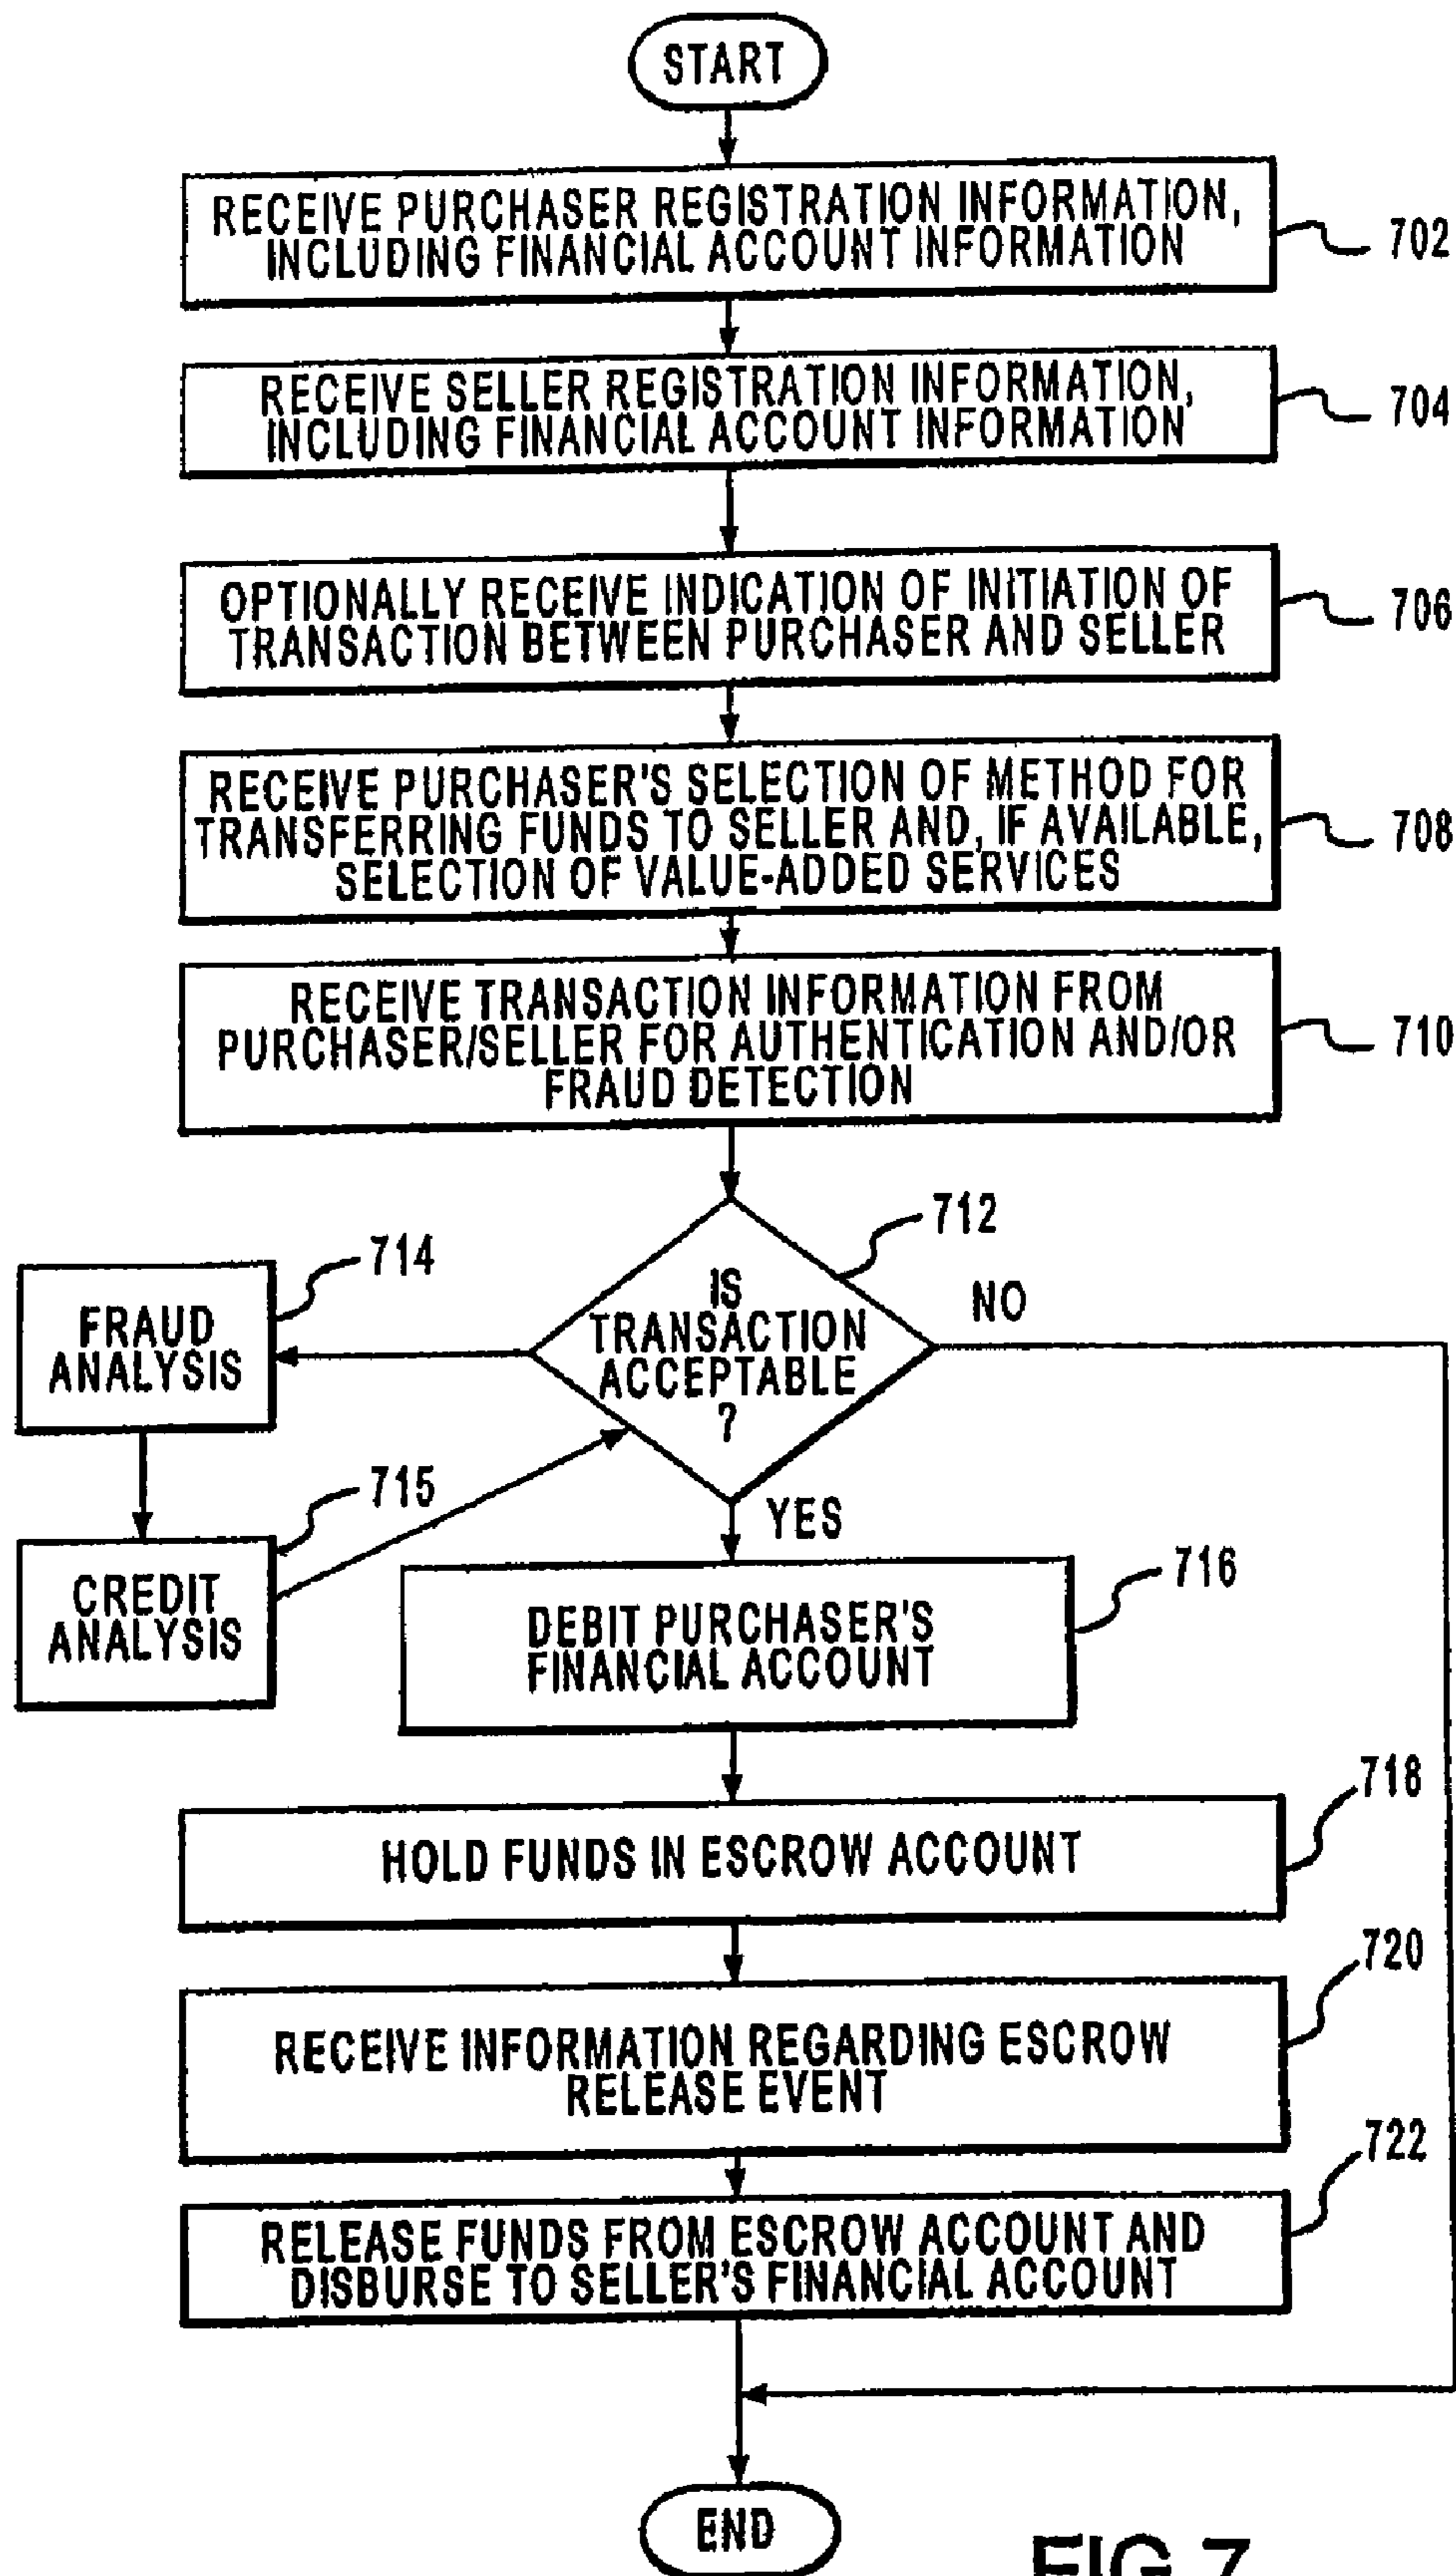 START
RECEIVE PURCHASER REGISTRATION INFORMATION,
INCLUDING FINANCIAL ACCOUNT INFORMATION
702
RECEIVE SELLER REGISTRATION INFORMATION,
INCLUDING FINANCIAL ACCOUNT INFORMATION
704
OPTIONALLY RECEIVE INDICATION OF INITIATION OF
TRANSACTION BETWEEN PURCHASER AND SELLER
706
RECEIVE PURCHASER'S SELECTION OF METHOD FOR
TRANSFERRING FUNDS TO SELLER AND, IF AVAILABLE,
SELECTION OF VALUE-ADDED SERVICES
708
RECEIVE TRANSACTION INFORMATION FROM
PURCHASER/SELLER FOR AUTHENTICATION AND/OR
FRAUD DETECTION
710
712
IS
TRANSACTION
ACCEPTABLE
?
NO
714
FRAUD
ANALYSIS
715
CREDIT
ANALYSIS
YES
716
DEBIT PURCHASER'S
FINANCIAL ACCOUNT
718
HOLD FUNDS IN ESCROW ACCOUNT
720
RECEIVE INFORMATION REGARDING ESCROW
RELEASE EVENT
722
RELEASE FUNDS FROM ESCROW ACCOUNT AND
DISBURSE TO SELLER'S FINANCIAL ACCOUNT
END
FIG.7